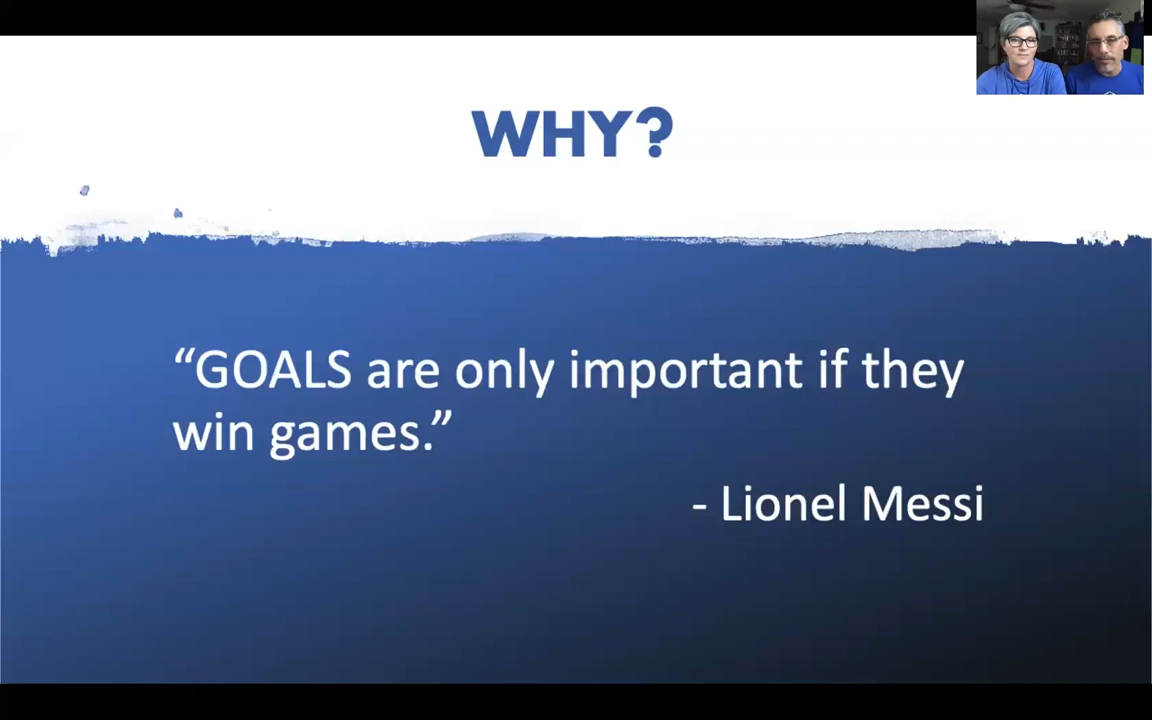 WHY?
“GOALS are only important if they
win games.”
- Lionel Messi